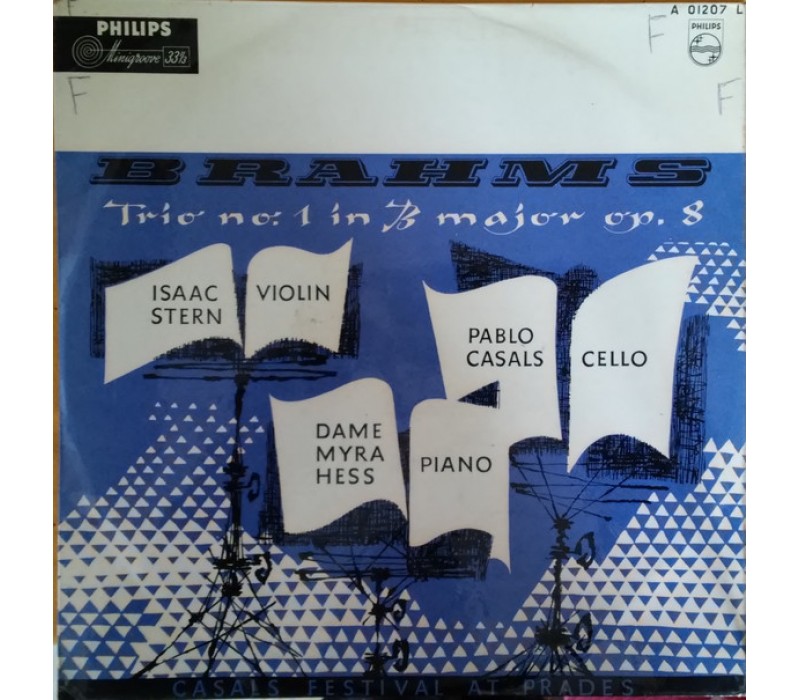 A 01207 L
PHILIPS
Minigroove 33⅓
PHILIPS
F
F
F
F
BRAHMS
Trio no: 1 in B major op. 8
ISAAC STERN
VIOLIN
PABLO CASALS
CELLO
DAME MYRA HESS
PIANO
CASALS FESTIVAL AT PRADES